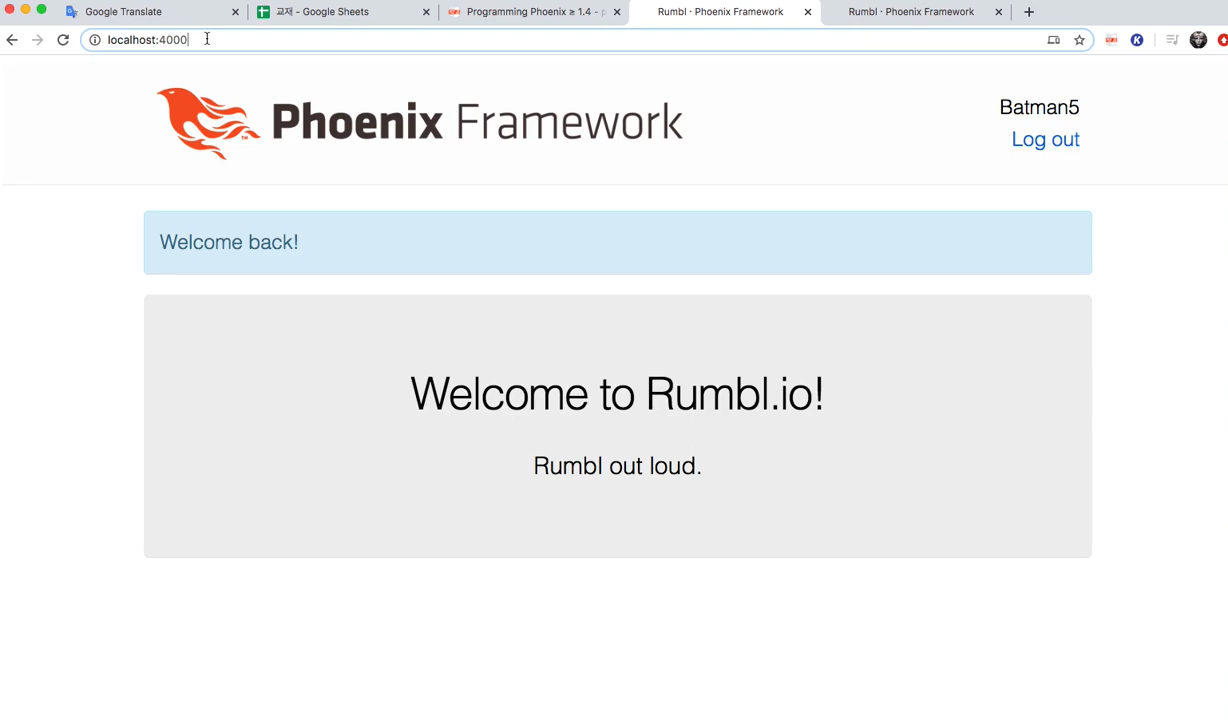 Google Translate
교재 - Google Sheets
Programming Phoenix ≥ 1.4 - p
Rumbl · Phoenix Framework
Rumbl · Phoenix Framework
localhost:4000
Phoenix Framework
Batman5
Log out
Welcome back!
Welcome to Rumbl.io!
Rumbl out loud.